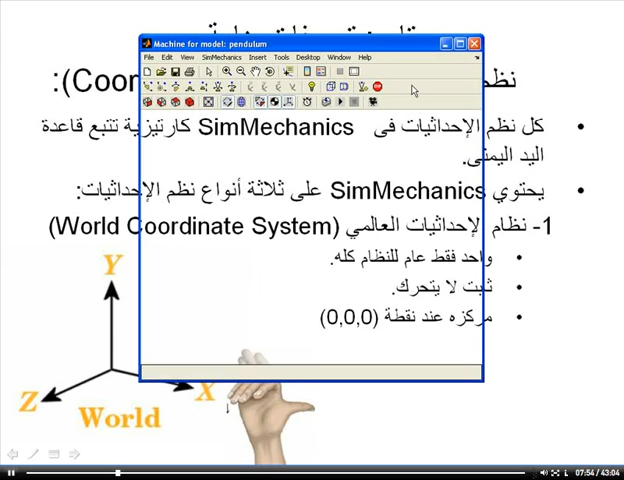 Machine for model: pendulum
File Edit View SimMechanics Insert Tools Desktop Window Help
(Coor
:
كل نظم الإحداثيات فى SimMechanics كارتيزية تتبع قاعدة
اليد اليمنى.
يحتوي SimMechanics على ثلاثة أنواع نظم الإحداثيات:
1- نظام الإحداثيات العالمي (World Coordinate System)
واحد فقط عام للنظام كله.
ثابت لا يتحرك.
مركزه عند نقطة (0,0,0)
Y
Z
X
World
07:54 / 43:04